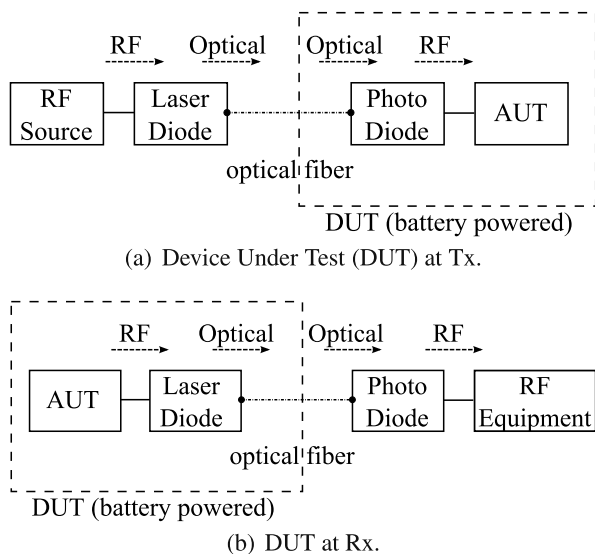 RF Optical Optical RF
RF Source
Laser Diode
Photo Diode
AUT
optical fiber
DUT (battery powered)
(a) Device Under Test (DUT) at Tx.
RF Optical Optical RF
AUT
Laser Diode
Photo Diode
RF Equipment
optical fiber
DUT (battery powered)
(b) DUT at Rx.